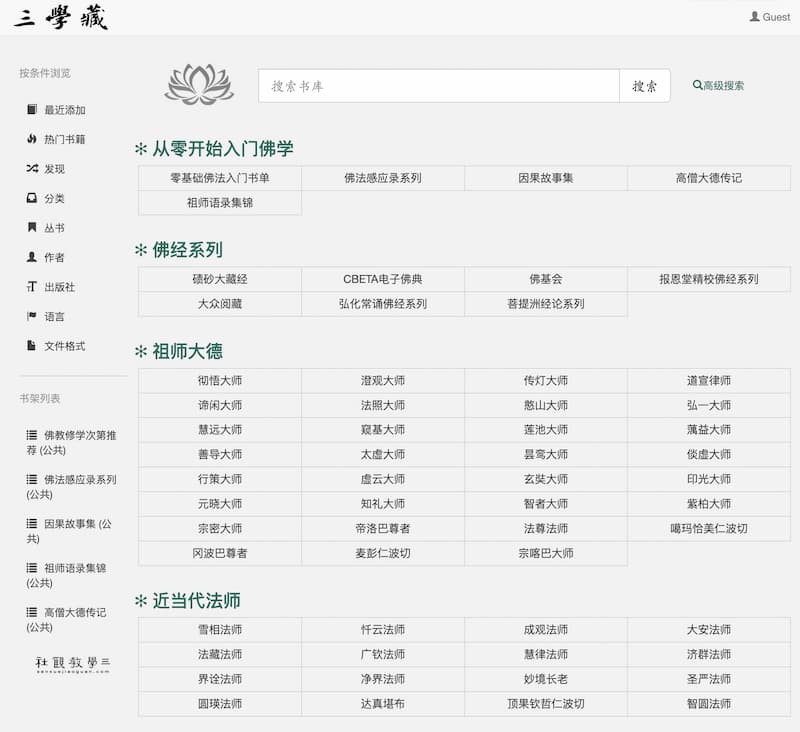 三學藏
Guest
按条件浏览
最近添加
热门书籍
发现
分类
丛书
作者
出版社
语言
文件格式
书架列表
佛教修学次第推
荐 (公共)
佛法感应录系列
(公共)
因果故事集 (公
共)
祖师语录集锦
(公共)
高僧大德传记
(公共)
社觀教學三
sanxuejiaoguan.com
搜索书库 搜索 高级搜索
从零开始入门佛学
零基础佛法入门书单 佛法感应录系列 因果故事集 高僧大德传记
祖师语录集锦
佛经系列
碛砂大藏经 CBETA电子佛典 佛基会 报恩堂精校佛经系列
大众阅藏 弘化常诵佛经系列 菩提洲经论系列
祖师大德
彻悟大师 澄观大师 传灯大师 道宣律师
谛闲大师 法照大师 憨山大师 弘一大师
慧远大师 窥基大师 莲池大师 蕅益大师
善导大师 太虚大师 昙鸾大师 倓虚大师
行策大师 虚云大师 玄奘大师 印光大师
元晓大师 知礼大师 智者大师 紫柏大师
宗密大师 帝洛巴尊者 法尊法师 噶玛恰美仁波切
冈波巴尊者 麦彭仁波切 宗喀巴大师
近当代法师
雪相法师 忏云法师 成观法师 大安法师
法藏法师 广钦法师 慧律法师 济群法师
界诠法师 净界法师 妙境长老 圣严法师
圆瑛法师 达真堪布 顶果钦哲仁波切 智圆法师